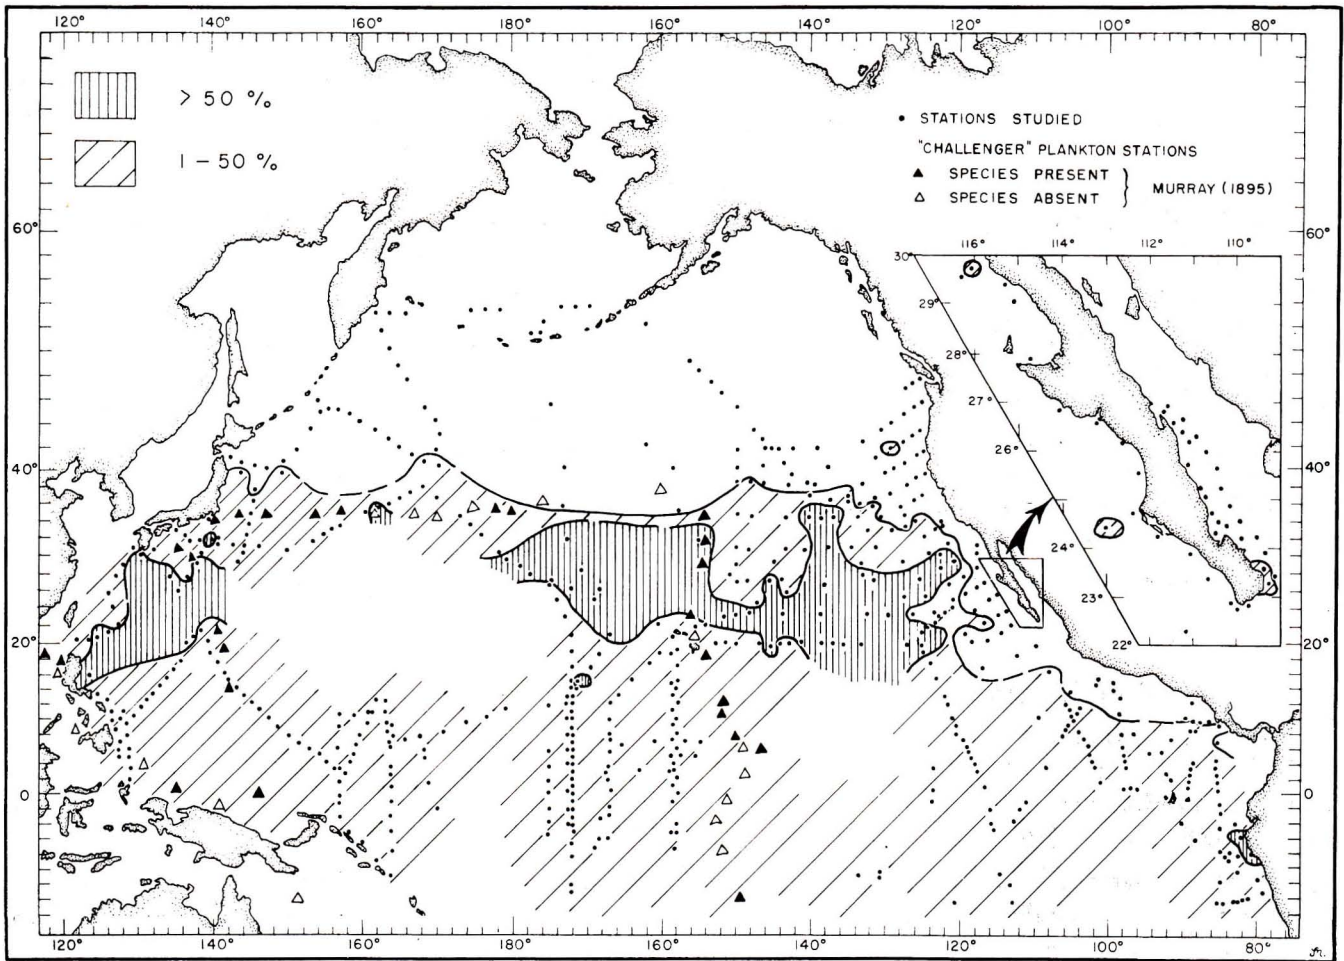 120° 140° 160° 180° 160° 140° 120° 100° 80°
> 50 %
1 – 50 %
• STATIONS STUDIED
"CHALLENGER" PLANKTON STATIONS
▲ SPECIES PRESENT
△ SPECIES ABSENT
} MURRAY (1895)
60° 60°
116° 114° 112° 110°
30°
29°
28°
27°
26°
24°
23°
22°
40° 40°
20° 20°
0 0
120° 140° 160° 180° 160° 140° 120° 100° 80°